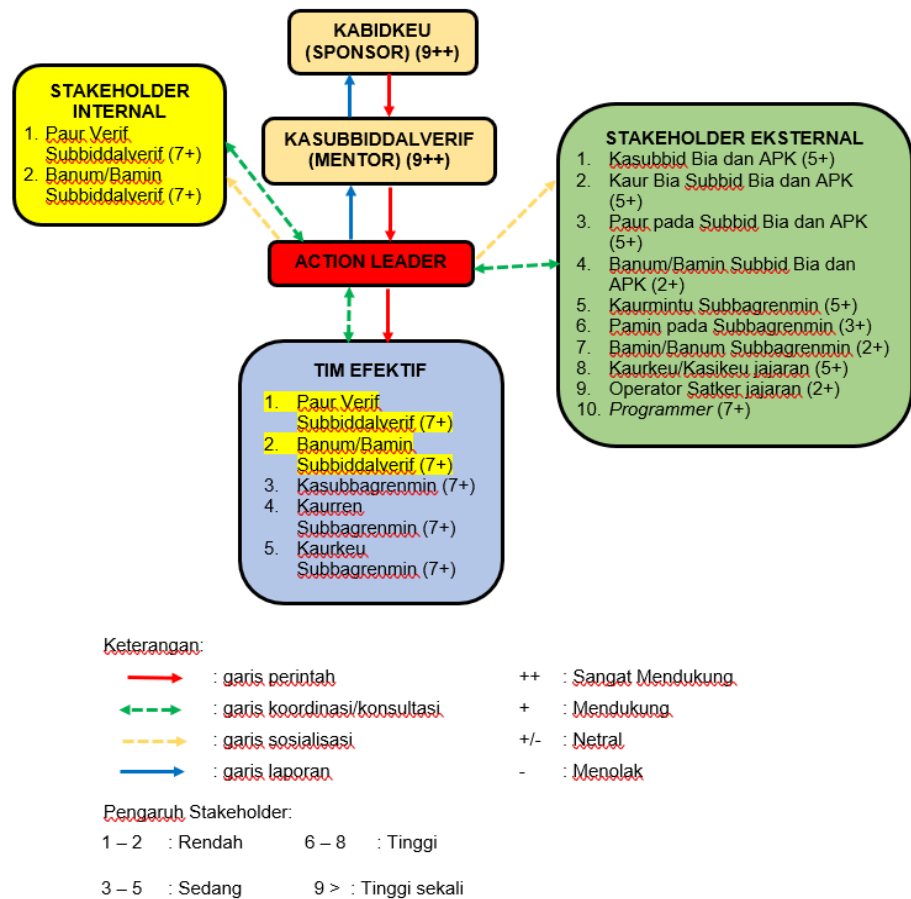 KABIDKEU
(SPONSOR) (9++)
STAKEHOLDER
INTERNAL
1. Paur Verif
Subbiddalverif (7+)
2. Banum/Bamin
Subbiddalverif (7+)
KASUBBIDDALVERIF
(MENTOR) (9++)
STAKEHOLDER EKSTERNAL
1. Kasubbid Bia dan APK (5+)
2. Kaur Bia Subbid Bia dan APK
(5+)
3. Paur pada Subbid Bia dan APK
(5+)
4. Banum/Bamin Subbid Bia dan
APK (2+)
5. Kaurmintu Subbagrenmin (5+)
6. Pamin pada Subbagrenmin (3+)
7. Bamin/Banum Subbagrenmin (2+)
8. Kaurkeu/Kasikeu jajaran (5+)
9. Operator Satker jajaran (2+)
10. Programmer (7+)
ACTION LEADER
TIM EFEKTIF
1. Paur Verif
Subbiddalverif (7+)
2. Banum/Bamin
Subbiddalverif (7+)
3. Kasubbagrenmin (7+)
4. Kaurren
Subbagrenmin (7+)
5. Kaurkeu
Subbagrenmin (7+)
Keterangan:
: garis perintah
++ : Sangat Mendukung
: garis koordinasi/konsultasi
+ : Mendukung
: garis sosialisasi
+/- : Netral
: garis laporan
- : Menolak
Pengaruh Stakeholder:
1 – 2 : Rendah 6 – 8 : Tinggi
3 – 5 : Sedang 9 > : Tinggi sekali